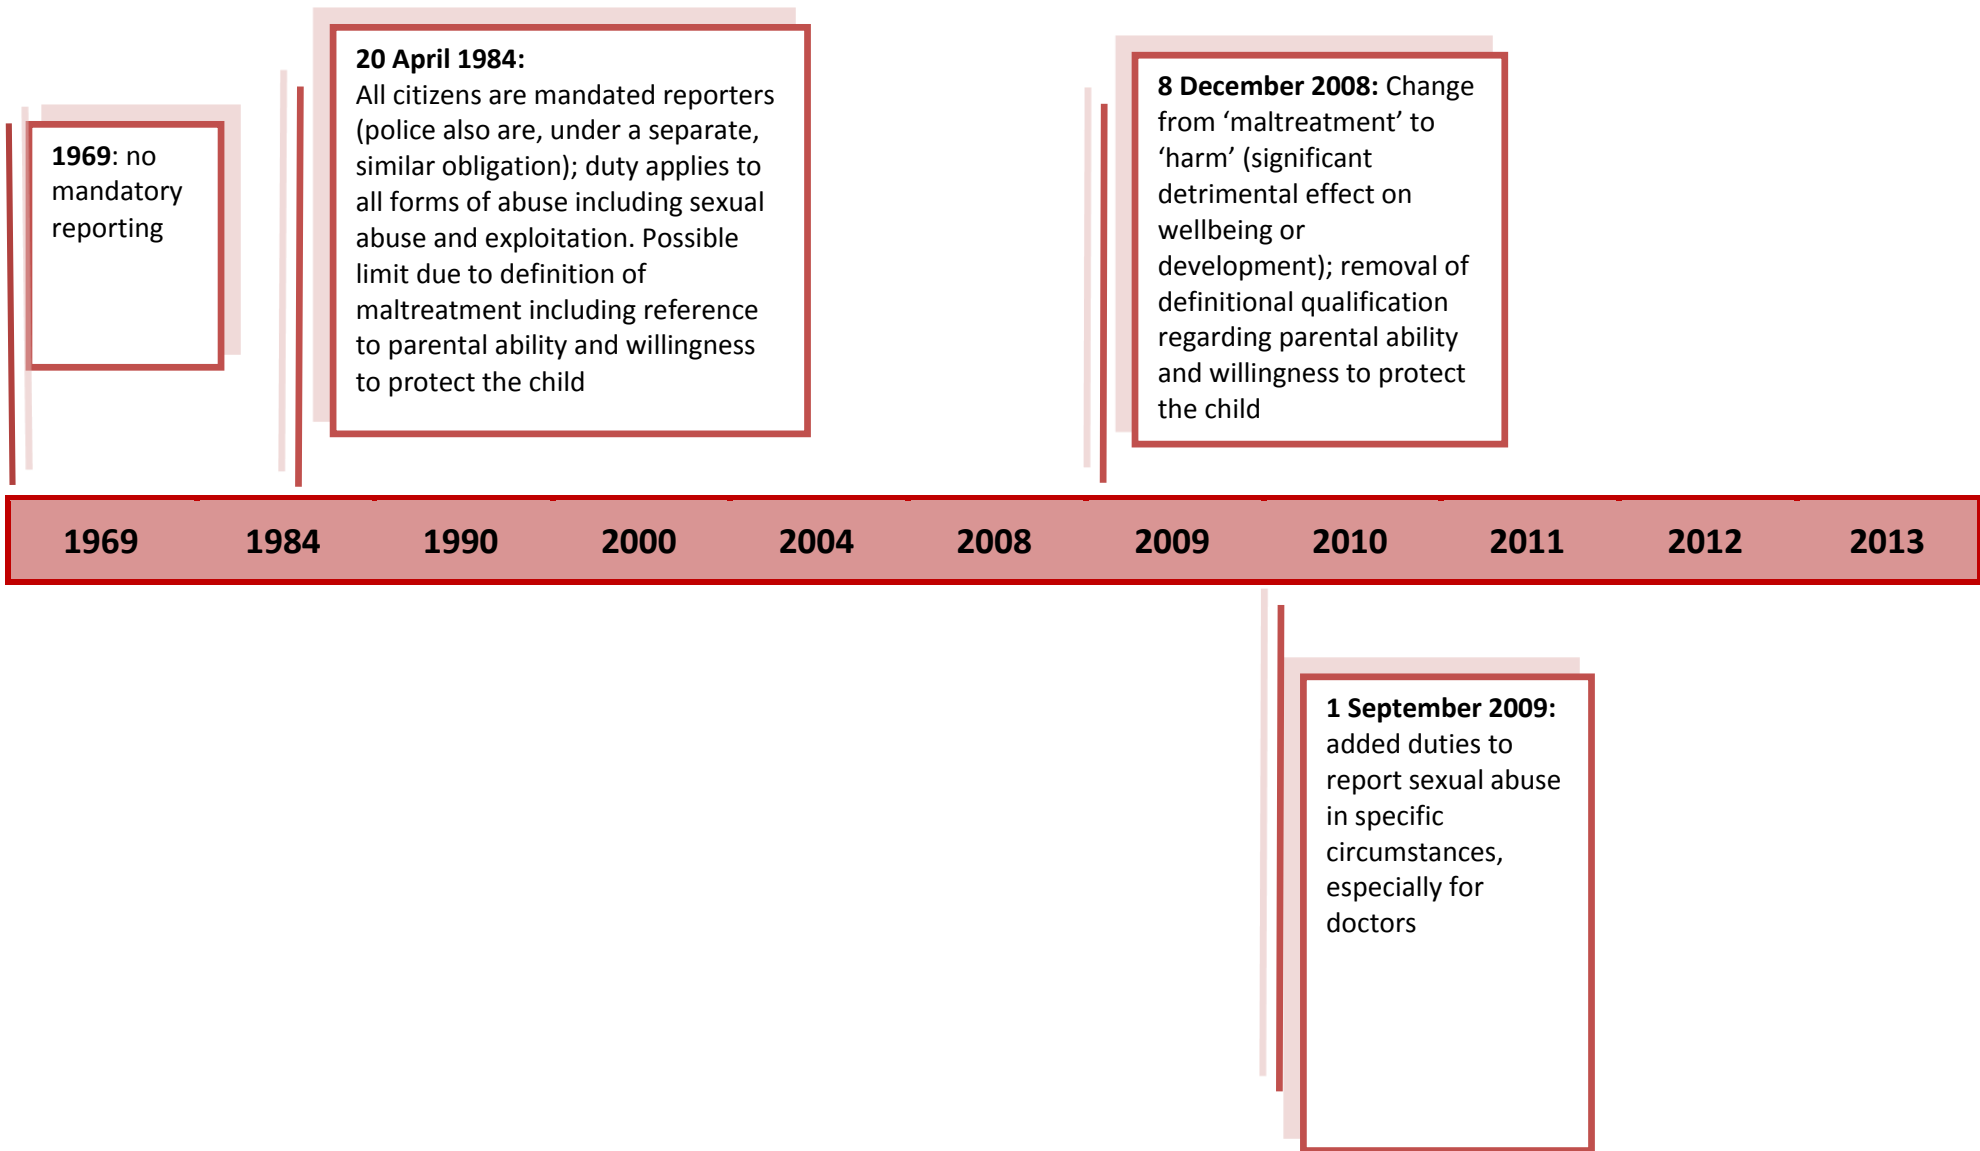 1969: no
mandatory
reporting
20 April 1984:
All citizens are mandated reporters
(police also are, under a separate,
similar obligation); duty applies to
all forms of abuse including sexual
abuse and exploitation. Possible
limit due to definition of
maltreatment including reference
to parental ability and willingness
to protect the child
8 December 2008: Change
from ‘maltreatment’ to
‘harm’ (significant
detrimental effect on
wellbeing or
development); removal of
definitional qualification
regarding parental ability
and willingness to protect
the child
1969 1984 1990 2000 2004 2008 2009 2010 2011 2012 2013
1 September 2009:
added duties to
report sexual abuse
in specific
circumstances,
especially for
doctors